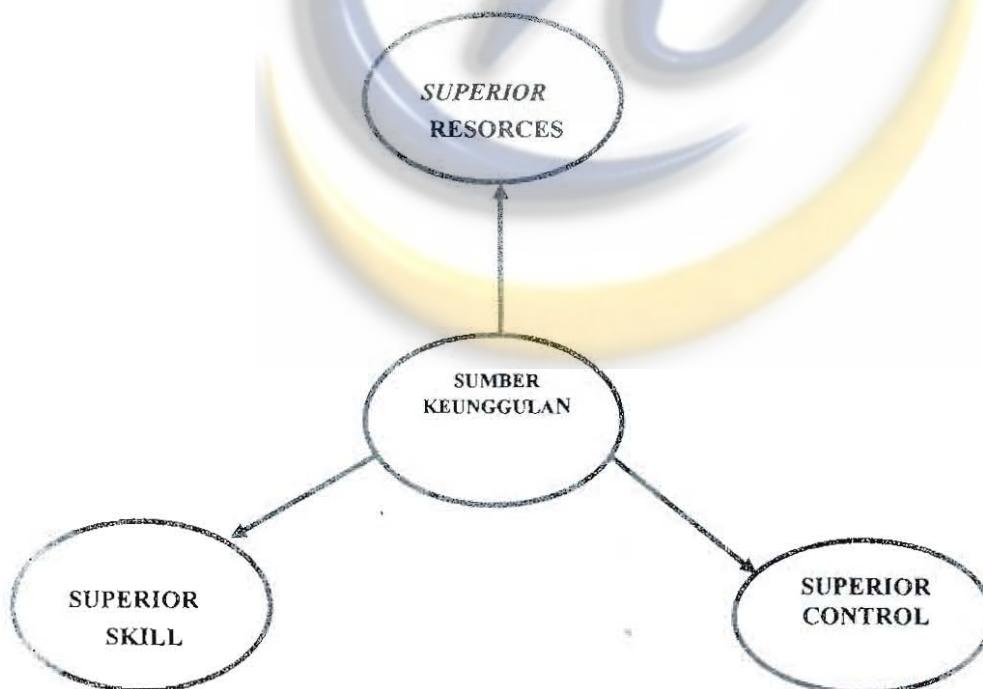 SUPERIOR
RESORCES
SUMBER
KEUNGGULAN
SUPERIOR
SKILL
SUPERIOR
CONTROL